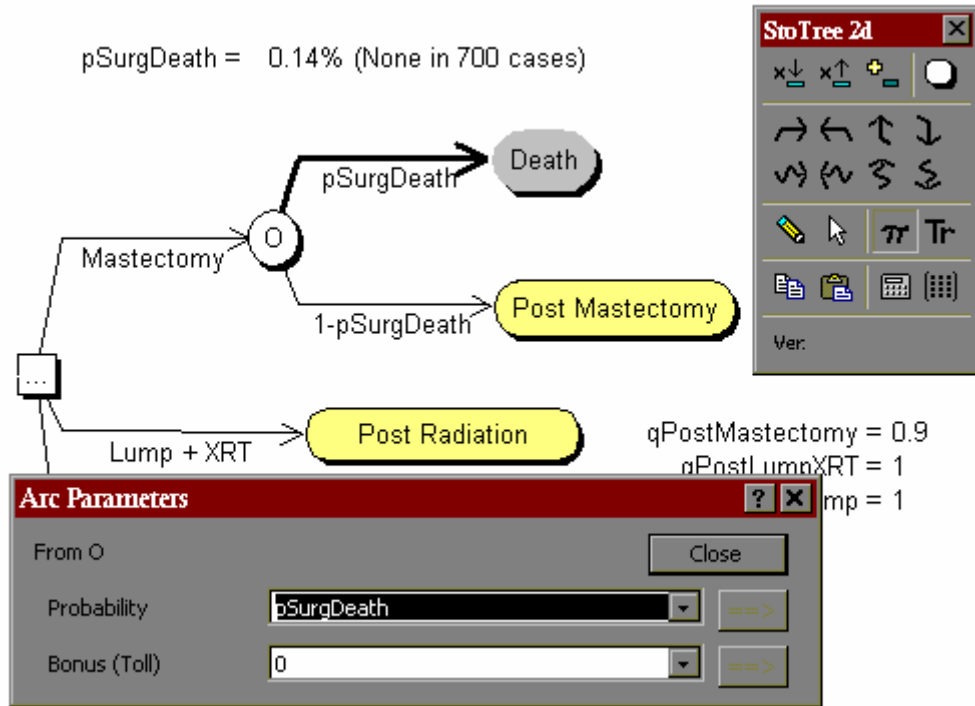 StoTree 2d
pSurgDeath = 0.14% (None in 700 cases)
Death
pSurgDeath
O
Mastectomy
Post Mastectomy
1-pSurgDeath
Ver:
...
Post Radiation
Lump + XRT
qPostMastectomy = 0.9
qPostLumpXRT = 1
mp = 1
Arc Parameters
From O
Close
Probability
pSurgDeath
==>
Bonus (Toll)
0
==>
π Tr